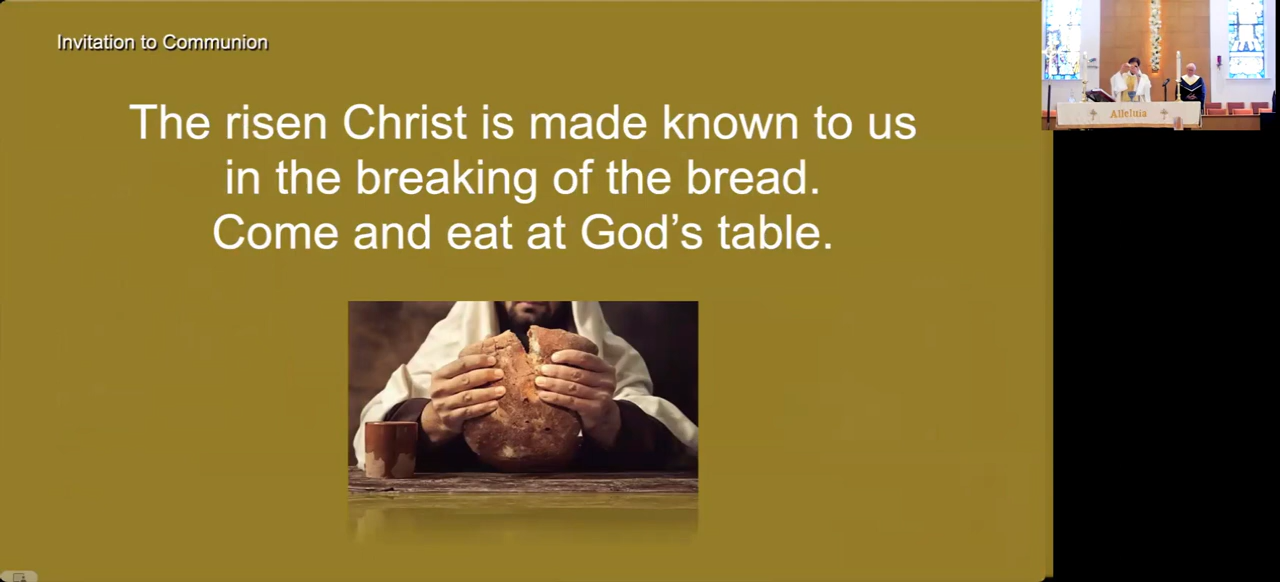 Invitation to Communion
The risen Christ is made known to us
in the breaking of the bread.
Come and eat at God’s table.
Alleluia